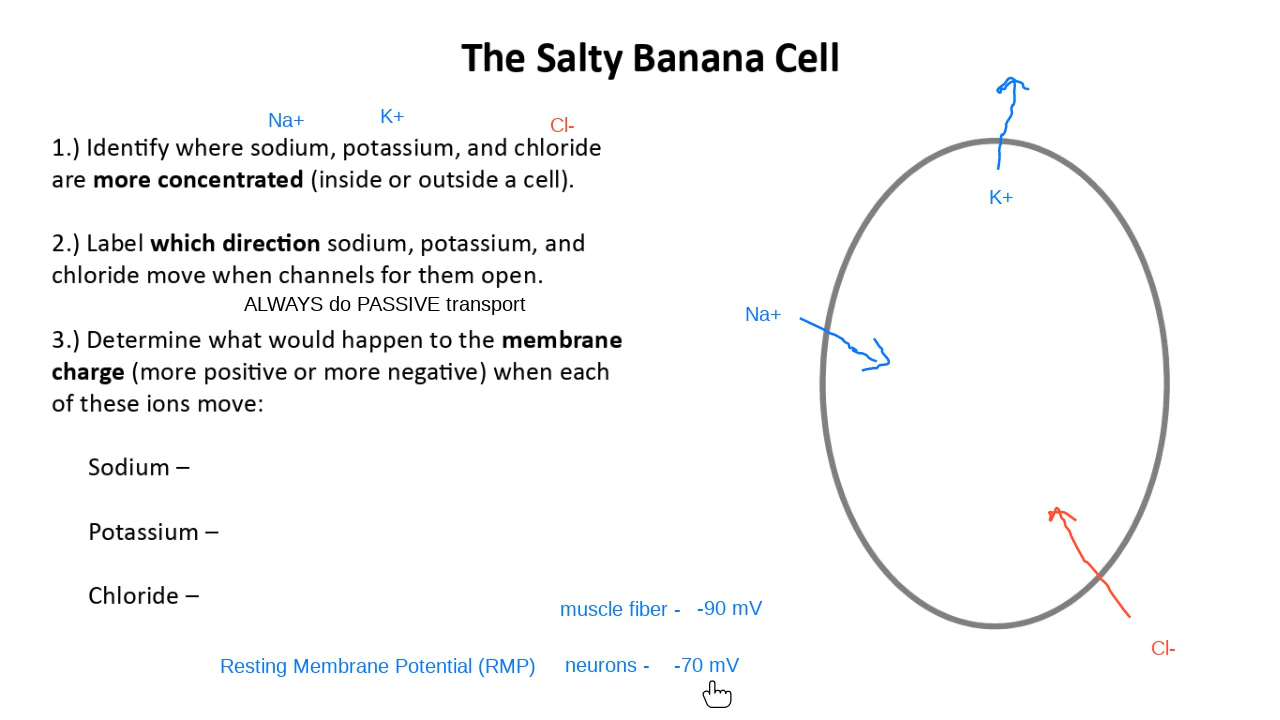 The Salty Banana Cell
Na+ K+ Cl-
1.) Identify where sodium, potassium, and chloride
are more concentrated (inside or outside a cell).
2.) Label which direction sodium, potassium, and
chloride move when channels for them open.
ALWAYS do PASSIVE transport
3.) Determine what would happen to the membrane
charge (more positive or more negative) when each
of these ions move:
Sodium –
Potassium –
Chloride –
muscle fiber - -90 mV
Resting Membrane Potential (RMP) neurons - -70 mV
K+
Na+
Cl-